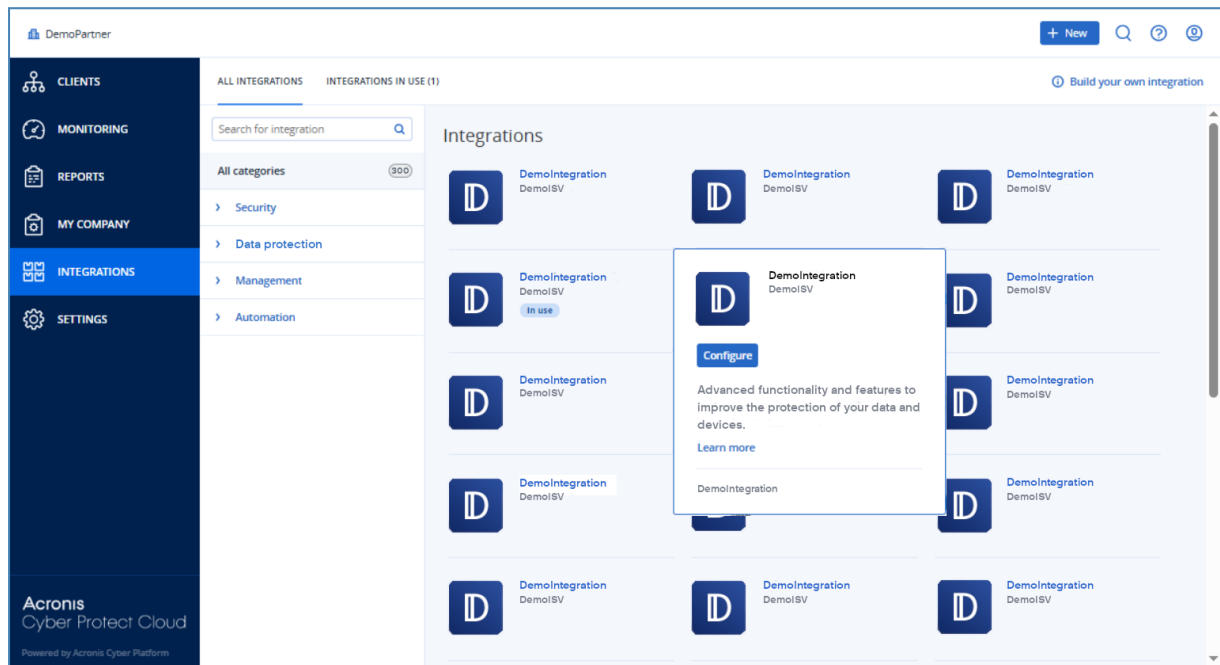 DemoPartner
+ New
CLIENTS
MONITORING
REPORTS
MY COMPANY
INTEGRATIONS
SETTINGS
Acronis
Cyber Protect Cloud
Powered by Acronis Cyber Platform
ALL INTEGRATIONS
INTEGRATIONS IN USE (1)
Build your own integration
Search for integration
All categories
300
Security
Data protection
Management
Automation
Integrations
D
DemoIntegration
DemoISV
D
DemoIntegration
DemoISV
D
DemoIntegration
DemoISV
D
DemoIntegration
DemoISV
In use
D
DemoIntegration
DemoISV
Configure
Advanced functionality and features to
improve the protection of your data and
devices.
Learn more
DemoIntegration
D
DemoIntegration
DemoISV
D
DemoIntegration
DemoISV
D
DemoIntegration
DemoISV
D
DemoIntegration
DemoISV
D
DemoIntegration
DemoISV
D
DemoIntegration
DemoISV
D
DemoIntegration
DemoISV
D
DemoIntegration
DemoISV